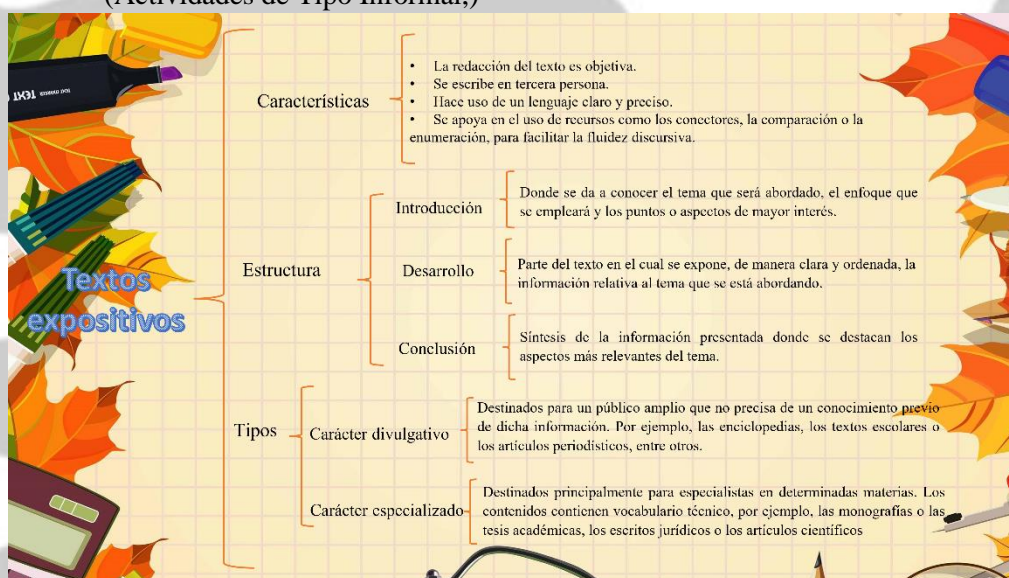 (Actividades de Tipo Informal,)
TEXT
text maker
Características
• La redacción del texto es objetiva.
• Se escribe en tercera persona.
• Hace uso de un lenguaje claro y preciso.
• Se apoya en el uso de recursos como los conectores, la comparación o la
enumeración, para facilitar la fluidez discursiva.
Textos
expositivos
Estructura
Introducción
Donde se da a conocer el tema que será abordado, el enfoque que
se empleará y los puntos o aspectos de mayor interés.
Desarrollo
Parte del texto en el cual se expone, de manera clara y ordenada, la
información relativa al tema que se está abordando.
Conclusión
Síntesis de la información presentada donde se destacan los
aspectos más relevantes del tema.
Tipos
Carácter divulgativo
Destinados para un público amplio que no precisa de un conocimiento previo
de dicha información. Por ejemplo, las enciclopedias, los textos escolares o
los artículos periodísticos, entre otros.
Carácter especializado
Destinados principalmente para especialistas en determinadas materias. Los
contenidos contienen vocabulario técnico, por ejemplo, las monografías o las
tesis académicas, los escritos jurídicos o los artículos científicos